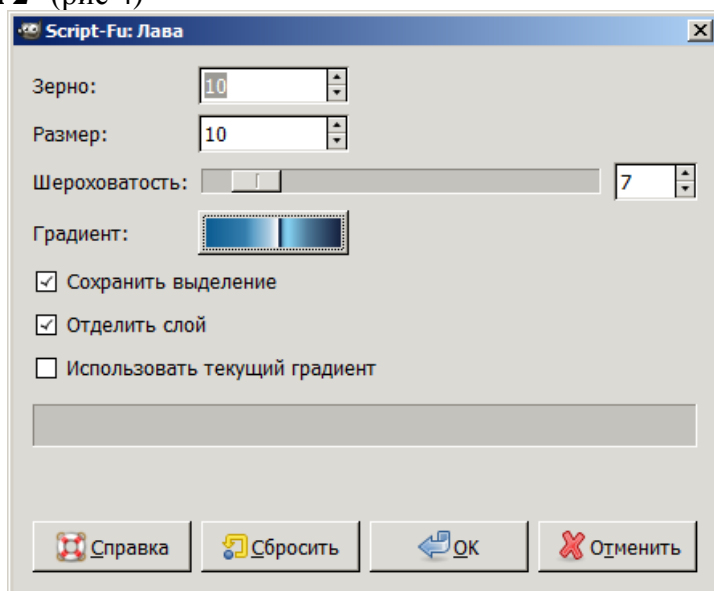 2" (рис 4)
Script-Fu: Лава
Зерно: 10
Размер: 10
Шероховатость: 7
Градиент:
Сохранить выделение
Отделить слой
Использовать текущий градиент
Справка Сбросить OK Отменить